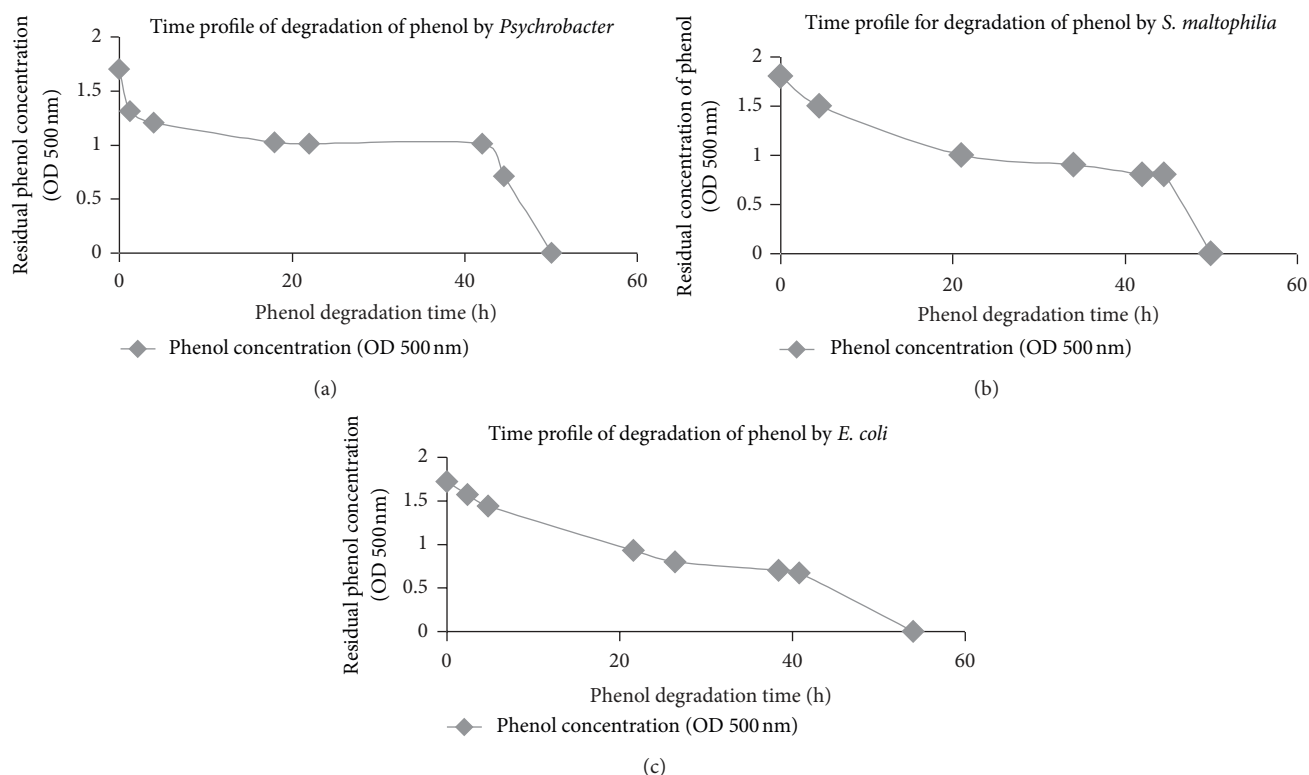 Time profile of degradation of phenol by Psychrobacter
Residual phenol concentration
(OD 500 nm)
2
1.5
1
0.5
0
0
20
40
60
Phenol degradation time (h)
Phenol concentration (OD 500 nm)
(a)
Time profile for degradation of phenol by S. maltophilia
Residual concentration of phenol
(OD 500 nm)
2
1.5
1
0.5
0
0
20
40
60
Phenol degradation time (h)
Phenol concentration (OD 500 nm)
(b)
Time profile of degradation of phenol by E. coli
Residual phenol concentration
(OD 500 nm)
2
1.5
1
0.5
0
0
20
40
60
Phenol degradation time (h)
Phenol concentration (OD 500 nm)
(c)